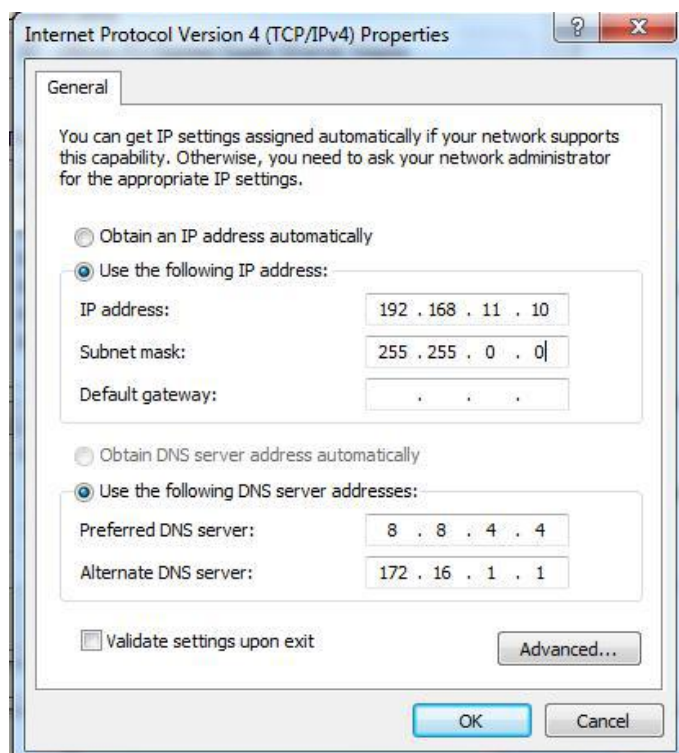 Internet Protocol Version 4 (TCP/IPv4) Properties
General
You can get IP settings assigned automatically if your network supports
this capability. Otherwise, you need to ask your network administrator
for the appropriate IP settings.
Obtain an IP address automatically
Use the following IP address:
IP address: 192 . 168 . 11 . 10
Subnet mask: 255 . 255 . 0 . 0
Default gateway: . . .
Obtain DNS server address automatically
Use the following DNS server addresses:
Preferred DNS server: 8 . 8 . 4 . 4
Alternate DNS server: 172 . 16 . 1 . 1
Validate settings upon exit
Advanced...
OK Cancel